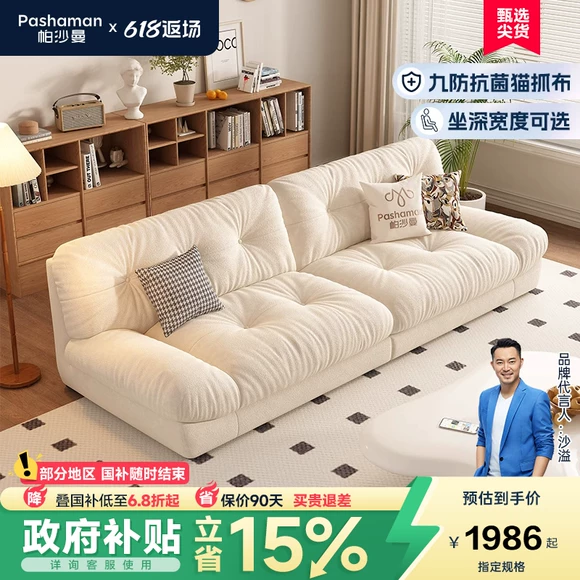 Pashaman
帕沙曼
x 618返场
甄选
尖货
九防抗菌猫抓布
坐深宽度可选
DOCO
Pashaman
帕沙曼
品牌代言人:沙溢
部分地区 国补随时结束
降 叠国补低至6.8折起
省 保价90天 买贵退差
政府补贴
详询客服使用
立省15%
预估到手价
¥1986起
指定规格